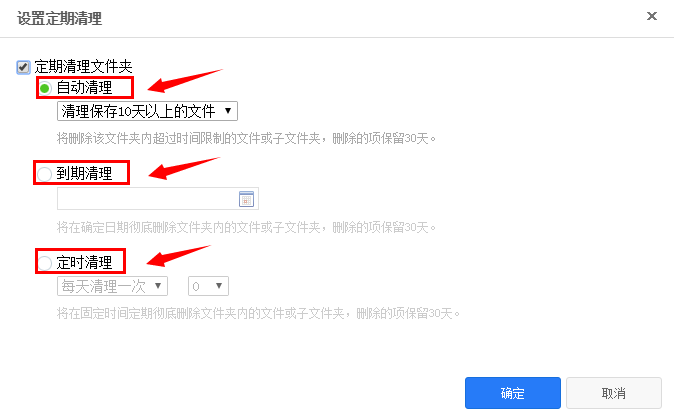 设置定期清理
定期清理文件夹
自动清理
清理保存10天以上的文件
将删除该文件夹内超过时间限制的文件或子文件夹，删除的项保留30天。
到期清理
将在确定日期彻底删除文件夹内的文件或子文件夹，删除的项保留30天。
定时清理
每天清理一次 0
将在固定时间定期彻底删除文件夹内的文件或子文件夹，删除的项保留30天。
确定 取消